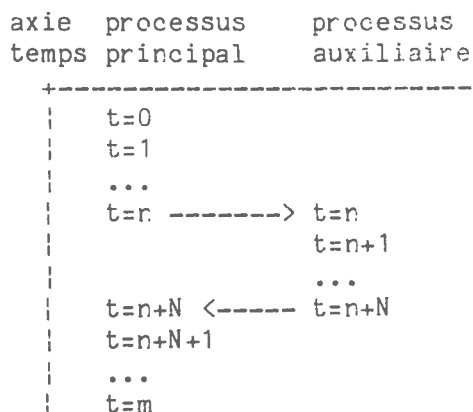 axie processus processus
temps principal auxiliaire
+---------------------------
| t=0
| t=1
| ...
| t=n -------> t=n
| t=n+1
| ...
| t=n+N <----- t=n+N
| t=n+N+1
| ...
| t=m